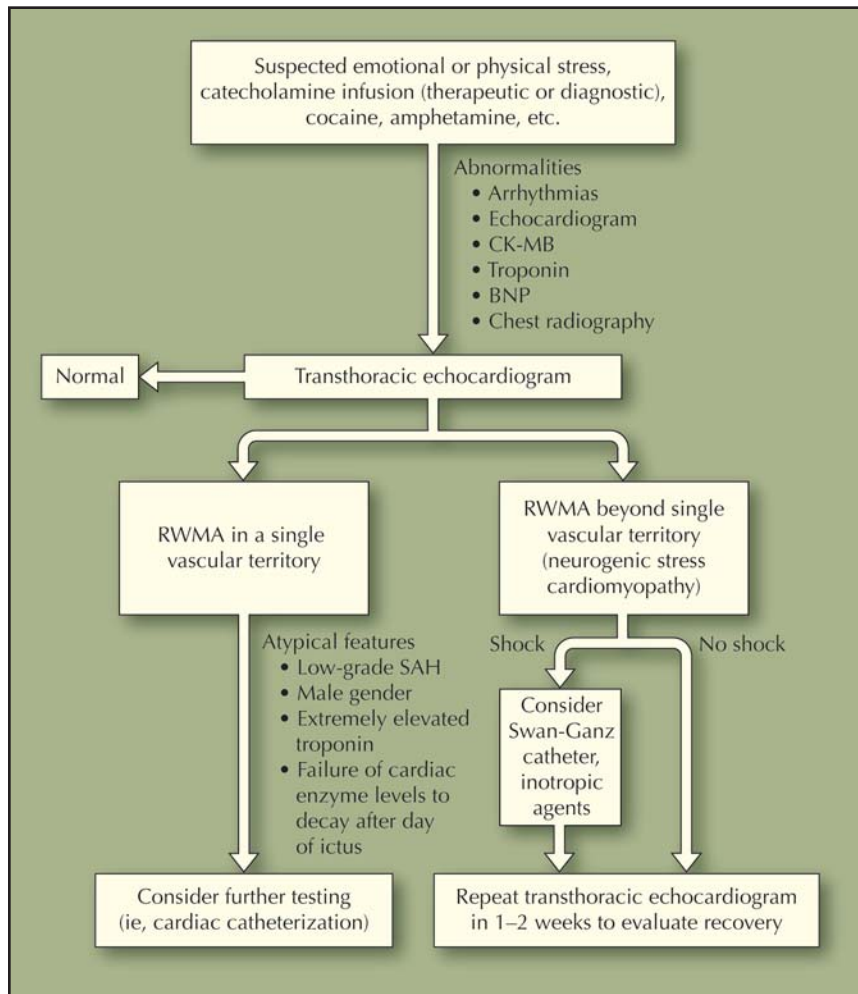 Suspected emotional or physical stress,
catecholamine infusion (therapeutic or diagnostic),
cocaine, amphetamine, etc.
Abnormalities
• Arrhythmias
• Echocardiogram
• CK-MB
• Troponin
• BNP
• Chest radiography
Normal
Transthoracic echocardiogram
RWMA in a single
vascular territory
RWMA beyond single
vascular territory
(neurogenic stress
cardiomyopathy)
Atypical features
• Low-grade SAH
• Male gender
• Extremely elevated
troponin
• Failure of cardiac
enzyme levels to
decay after day
of ictus
Shock
No shock
Consider
Swan-Ganz
catheter,
inotropic
agents
Consider further testing
(ie, cardiac catheterization)
Repeat transthoracic echocardiogram
in 1–2 weeks to evaluate recovery